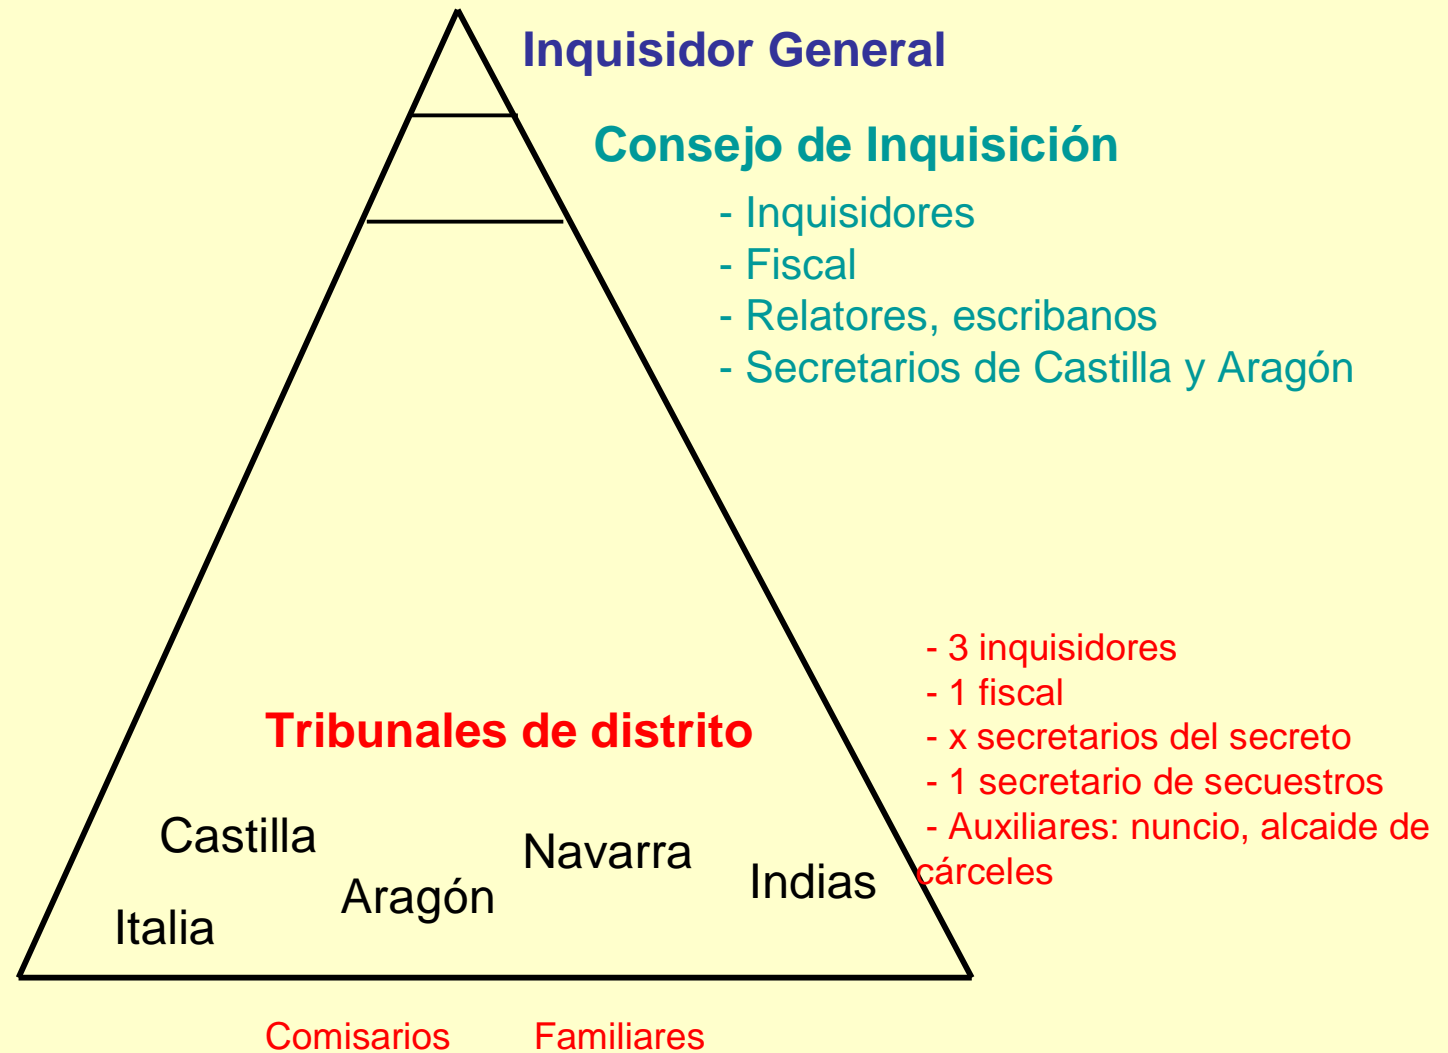 Inquisidor General
Consejo de Inquisición
- Inquisidores
- Fiscal
- Relatores, escribanos
- Secretarios de Castilla y Aragón
- 3 inquisidores
- 1 fiscal
- x secretarios del secreto
- 1 secretario de secuestros
- Auxiliares: nuncio, alcaide de
cárceles
Tribunales de distrito
Castilla
Navarra
Indias
Aragón
Italia
Comisarios
Familiares